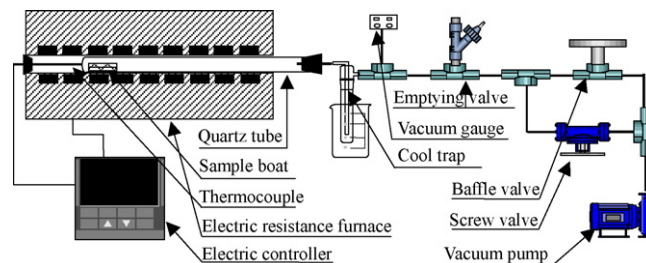 Quartz tube
Sample boat
Thermocouple
Electric resistance furnace
Electric controller
Emptying valve
Vacuum gauge
Cool trap
Baffle valve
Screw valve
Vacuum pump